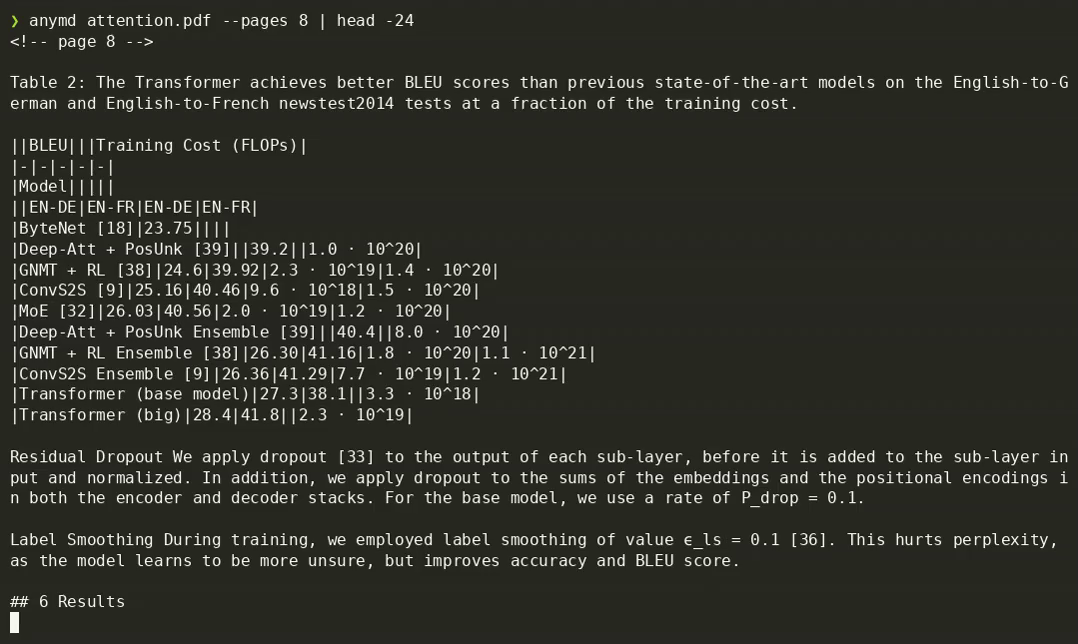 ❯ anymd attention.pdf --pages 8 | head -24
<!-- page 8 -->
Table 2: The Transformer achieves better BLEU scores than previous state-of-the-art models on the English-to-G
erman and English-to-French newstest2014 tests at a fraction of the training cost.
||BLEU|||Training Cost (FLOPs)|
|-|-|-|-|-|
|Model|||||
||EN-DE|EN-FR|EN-DE|EN-FR|
|ByteNet [18]|23.75||||
|Deep-Att + PosUnk [39]||39.2||1.0 · 10^20|
|GNMT + RL [38]|24.6|39.92|2.3 · 10^19|1.4 · 10^20|
|ConvS2S [9]|25.16|40.46|9.6 · 10^18|1.5 · 10^20|
|MoE [32]|26.03|40.56|2.0 · 10^19|1.2 · 10^20|
|Deep-Att + PosUnk Ensemble [39]||40.4||8.0 · 10^20|
|GNMT + RL Ensemble [38]|26.30|41.16|1.8 · 10^20|1.1 · 10^21|
|ConvS2S Ensemble [9]|26.36|41.29|7.7 · 10^19|1.2 · 10^21|
|Transformer (base model)|27.3|38.1||3.3 · 10^18|
|Transformer (big)|28.4|41.8||2.3 · 10^19|
Residual Dropout We apply dropout [33] to the output of each sub-layer, before it is added to the sub-layer in
put and normalized. In addition, we apply dropout to the sums of the embeddings and the positional encodings i
n both the encoder and decoder stacks. For the base model, we use a rate of P_drop = 0.1.
Label Smoothing During training, we employed label smoothing of value ϵ_ls = 0.1 [36]. This hurts perplexity,
as the model learns to be more unsure, but improves accuracy and BLEU score.
## 6 Results